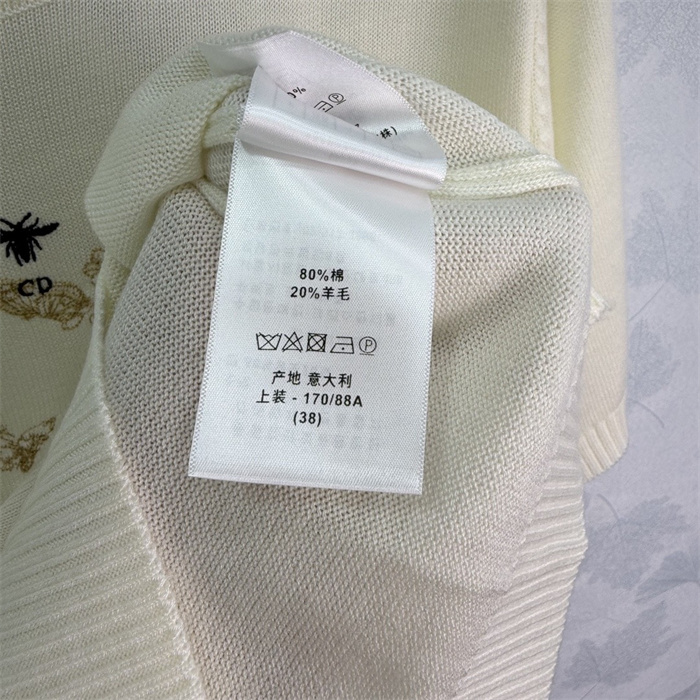 CD
80%棉
20%羊毛
P
产地 意大利
上装 - 170/88A
(38)